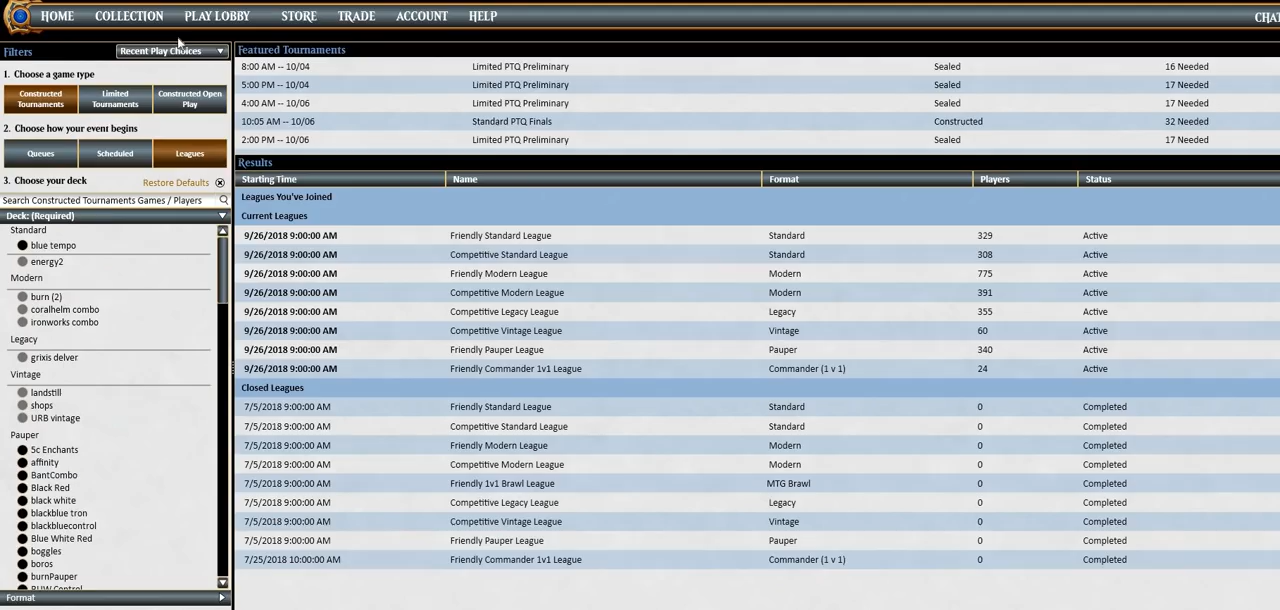 HOME COLLECTION PLAY LOBBY STORE TRADE ACCOUNT HELP CHAT
Filters
Recent Play Choices
1. Choose a game type
Constructed Tournaments
Limited Tournaments
Constructed Open Play
2. Choose how your event begins
Queues
Scheduled
Leagues
3. Choose your deck
Restore Defaults
Search Constructed Tournaments Games / Players
Deck: (Required)
Standard
blue tempo
energy2
Modern
burn (2)
coralhelm combo
ironworks combo
Legacy
grixis delver
Vintage
landstill
shops
URB vintage
Pauper
5c Enchants
affinity
BantCombo
Black Red
black white
blackblue tron
blackbluecontrol
Blue White Red
boggles
boros
burnPauper
Format
Featured Tournaments
8:00 AM -- 10/04 Limited PTQ Preliminary Sealed 16 Needed
5:00 PM -- 10/04 Limited PTQ Preliminary Sealed 17 Needed
4:00 AM -- 10/06 Limited PTQ Preliminary Sealed 17 Needed
10:05 AM -- 10/06 Standard PTQ Finals Constructed 32 Needed
2:00 PM -- 10/06 Limited PTQ Preliminary Sealed 17 Needed
Results
Starting Time Name Format Players Status
Leagues You've Joined
Current Leagues
9/26/2018 9:00:00 AM Friendly Standard League Standard 329 Active
9/26/2018 9:00:00 AM Competitive Standard League Standard 308 Active
9/26/2018 9:00:00 AM Friendly Modern League Modern 775 Active
9/26/2018 9:00:00 AM Competitive Modern League Modern 391 Active
9/26/2018 9:00:00 AM Competitive Legacy League Legacy 355 Active
9/26/2018 9:00:00 AM Competitive Vintage League Vintage 60 Active
9/26/2018 9:00:00 AM Friendly Pauper League Pauper 340 Active
9/26/2018 9:00:00 AM Friendly Commander 1v1 League Commander (1 v 1) 24 Active
Closed Leagues
7/5/2018 9:00:00 AM Friendly Standard League Standard 0 Completed
7/5/2018 9:00:00 AM Competitive Standard League Standard 0 Completed
7/5/2018 9:00:00 AM Friendly Modern League Modern 0 Completed
7/5/2018 9:00:00 AM Competitive Modern League Modern 0 Completed
7/5/2018 9:00:00 AM Friendly 1v1 Brawl League MTG Brawl 0 Completed
7/5/2018 9:00:00 AM Competitive Legacy League Legacy 0 Completed
7/5/2018 9:00:00 AM Competitive Vintage League Vintage 0 Completed
7/5/2018 9:00:00 AM Friendly Pauper League Pauper 0 Completed
7/25/2018 10:00:00 AM Friendly Commander 1v1 League Commander (1 v 1) 0 Completed